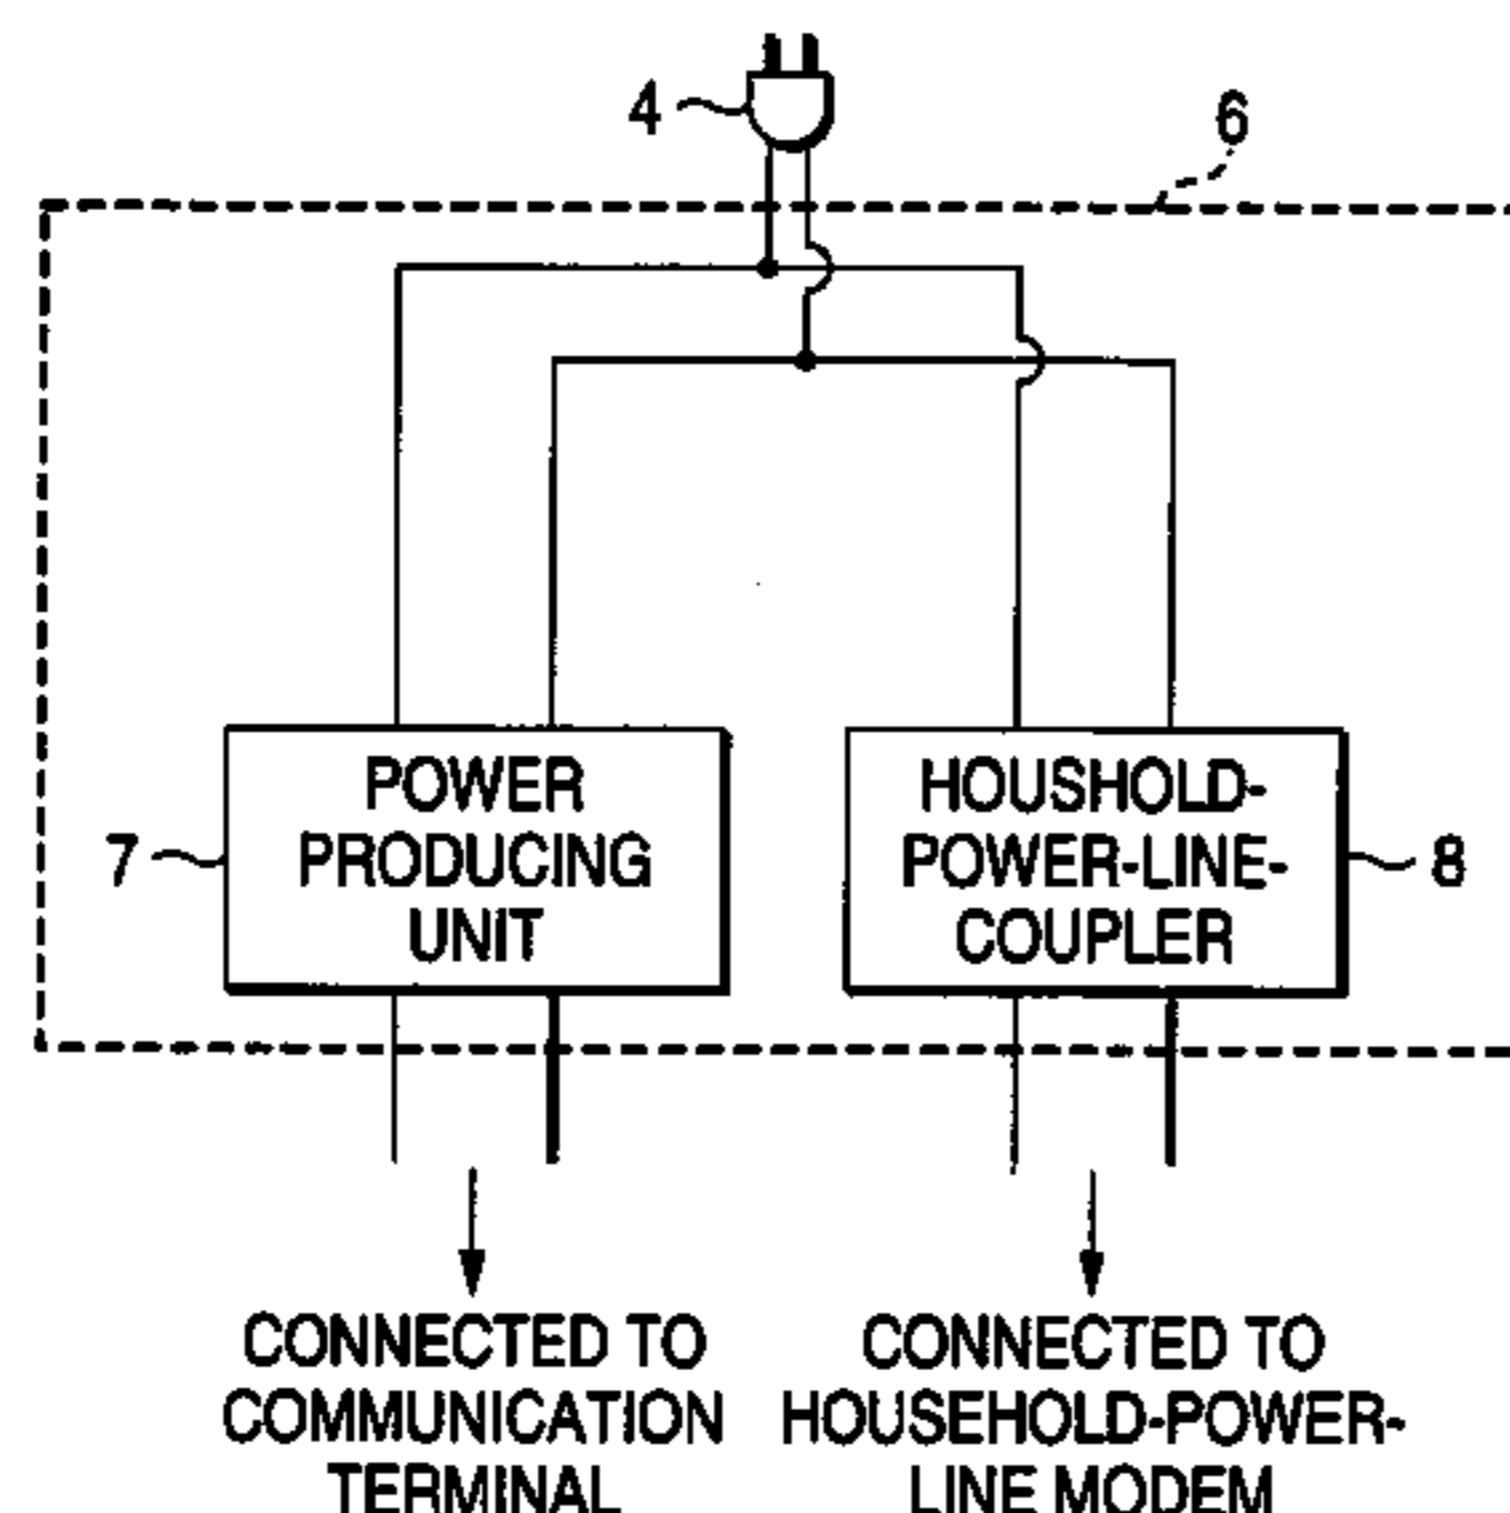 4
6
POWER
PRODUCING
UNIT
7
HOUSHOLD-
POWER-LINE-
COUPLER
8
CONNECTED TO
COMMUNICATION
TERMINAL
CONNECTED TO
HOUSEHOLD-POWER-
LINE MODEM